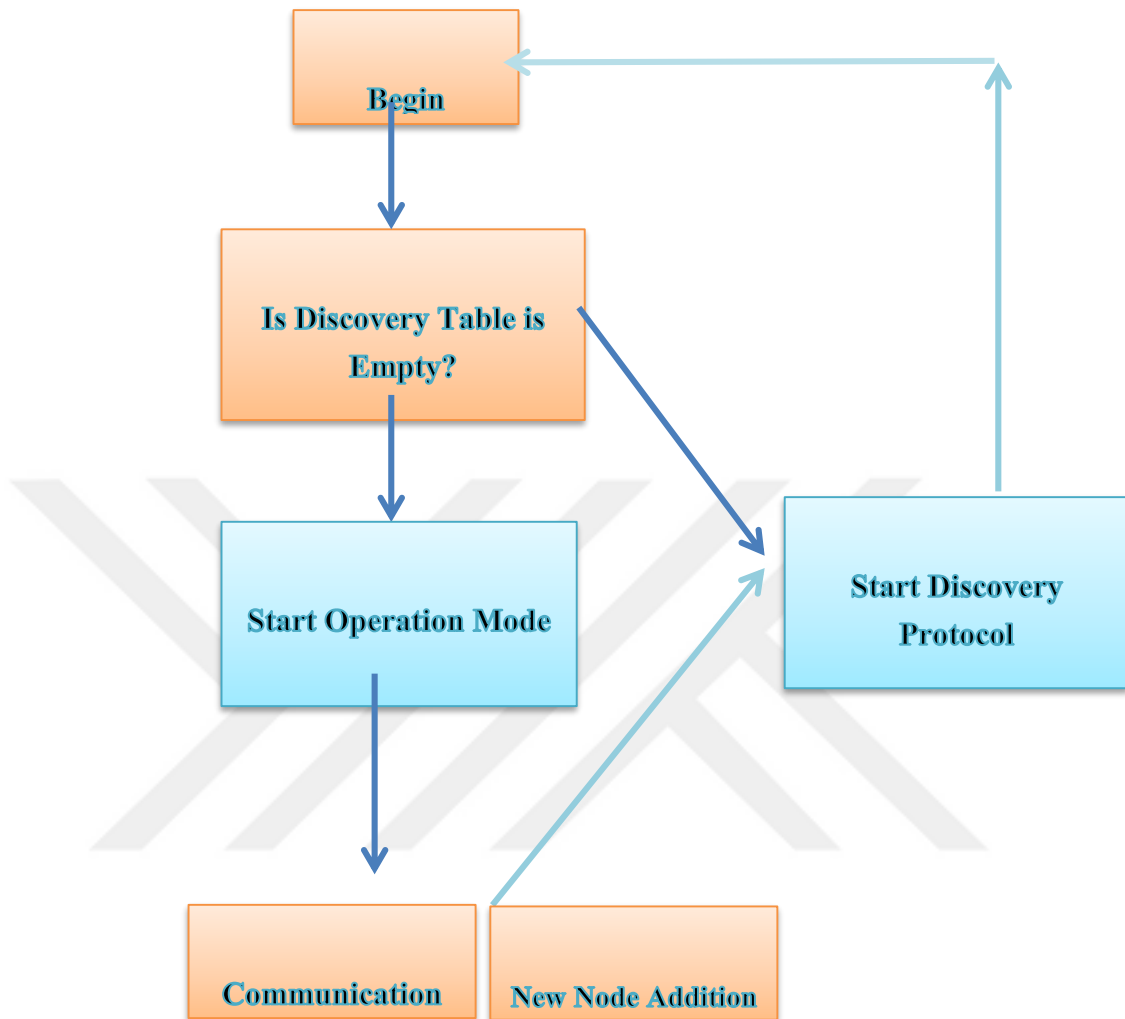 Begin
Is Discovery Table is
Empty?
Start Operation Mode
Start Discovery
Protocol
Communication
New Node Addition